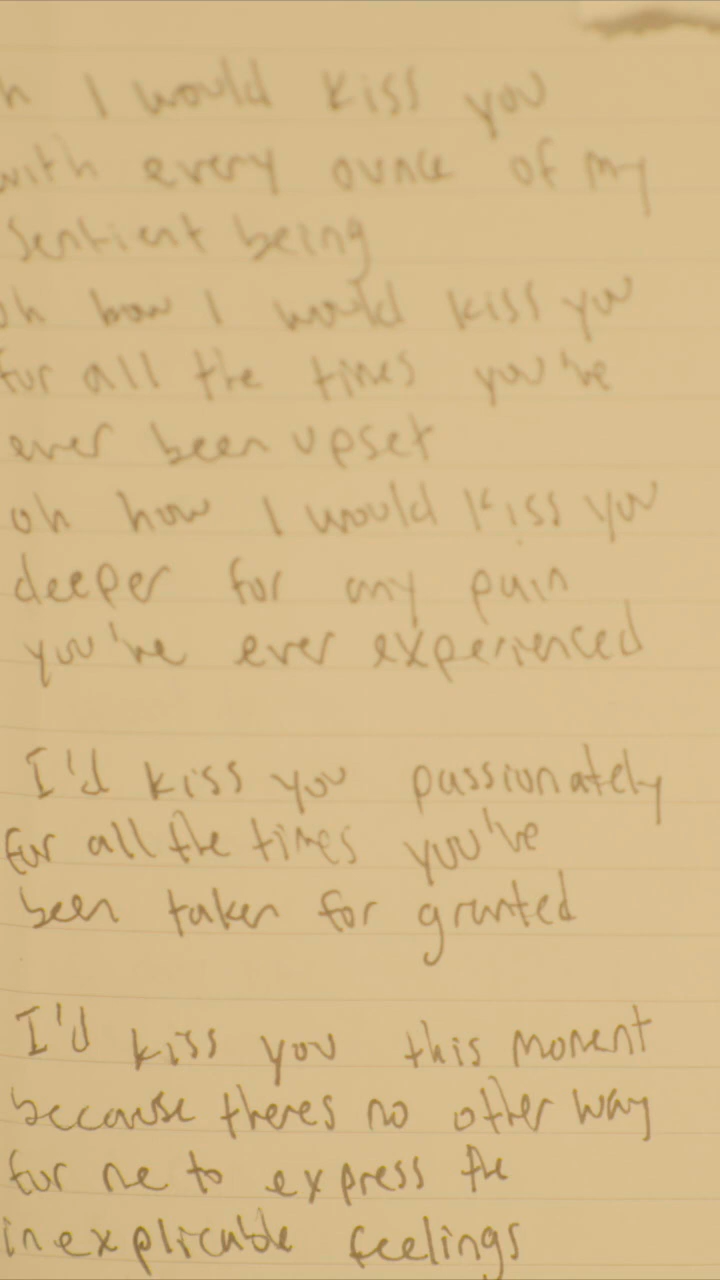 h I would kiss you
with every ounce of my
Sentient being
oh how I would kiss you
for all the times you've
ever been upset
oh how I would kiss you
deeper for any pain
you've ever experienced
I'd kiss you passionately
for all the times you've
been taken for granted
I'd kiss you this moment
because theres no other way
for me to express the
inexplicable feelings